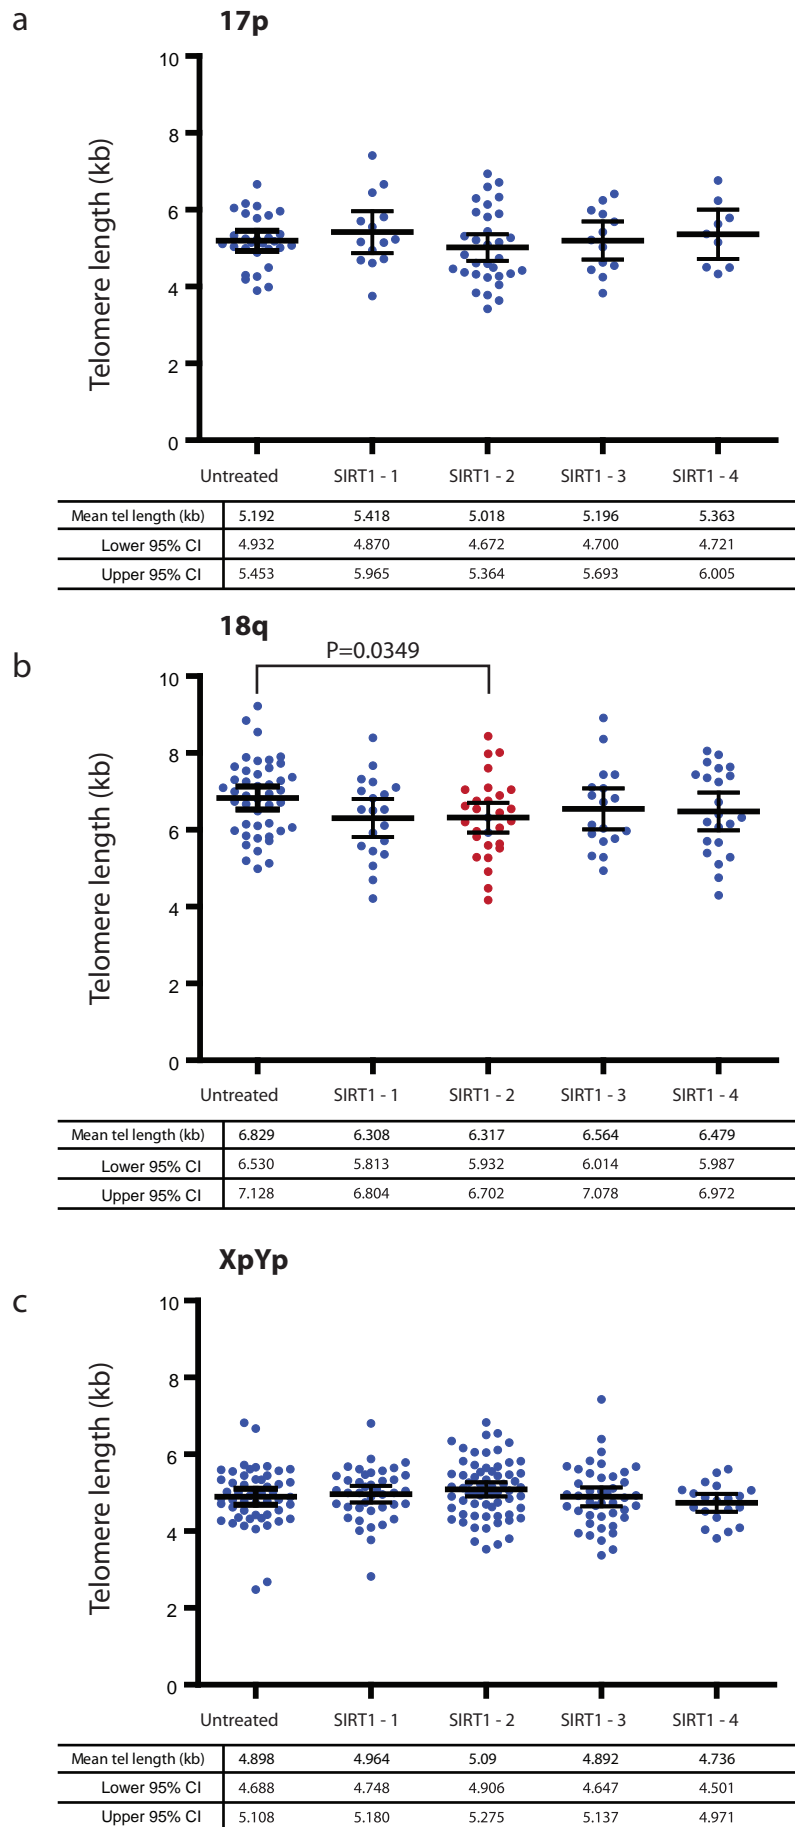 a
17p
10
8
6
4
2
0
Telomere length (kb)
Untreated SIRT1 - 1 SIRT1 - 2 SIRT1 - 3 SIRT1 - 4
Mean tel length (kb) 5.192 5.418 5.018 5.196 5.363
Lower 95% CI 4.932 4.870 4.672 4.700 4.721
Upper 95% CI 5.453 5.965 5.364 5.693 6.005
18q
b
P=0.0349
10
8
6
4
2
0
Telomere length (kb)
Untreated SIRT1 - 1 SIRT1 - 2 SIRT1 - 3 SIRT1 - 4
Mean tel length (kb) 6.829 6.308 6.317 6.564 6.479
Lower 95% CI 6.530 5.813 5.932 6.014 5.987
Upper 95% CI 7.128 6.804 6.702 7.078 6.972
XpYp
c
10
8
6
4
2
0
Telomere length (kb)
Untreated SIRT1 - 1 SIRT1 - 2 SIRT1 - 3 SIRT1 - 4
Mean tel length (kb) 4.898 4.964 5.09 4.892 4.736
Lower 95% CI 4.688 4.748 4.906 4.647 4.501
Upper 95% CI 5.108 5.180 5.275 5.137 4.971